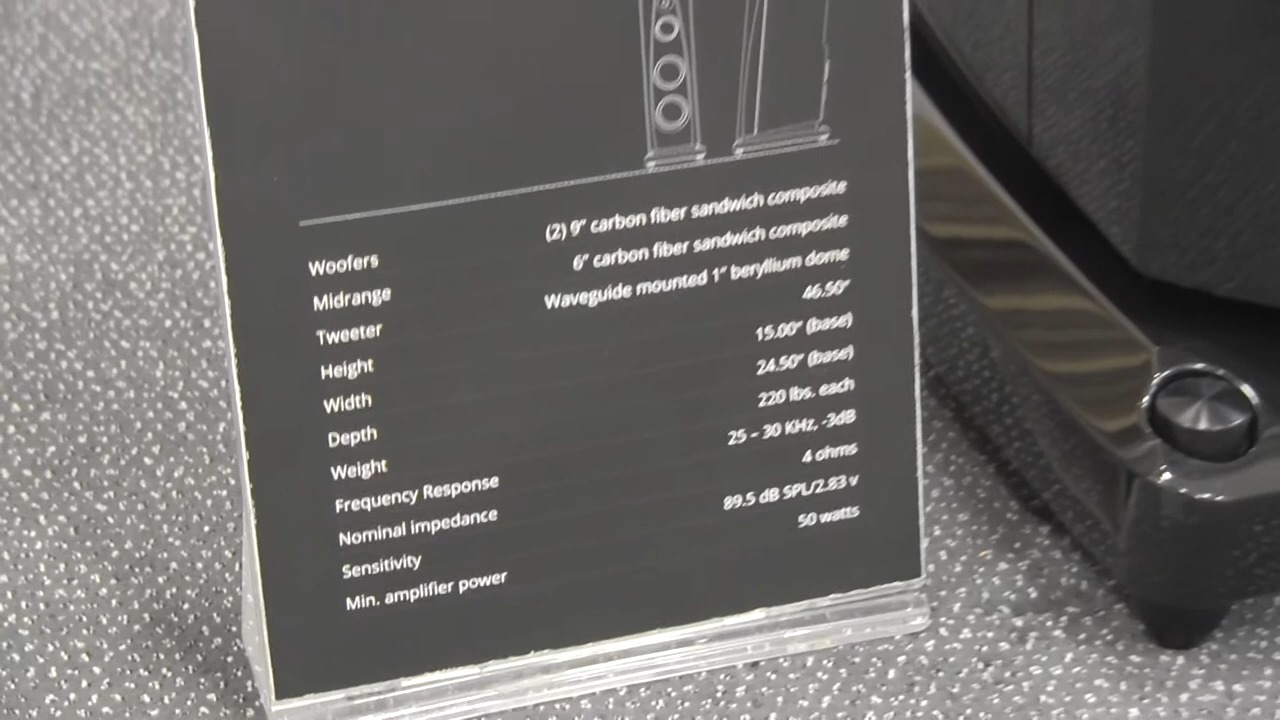 Woofers (2) 9" carbon fiber sandwich composite
Midrange 6" carbon fiber sandwich composite
Tweeter Waveguide mounted 1" beryllium dome
Height 46.50"
Width 15.00" (base)
Depth 24.50" (base)
Weight 220 lbs. each
Frequency Response 25 – 30 KHz, -3dB
Nominal impedance 4 ohms
Sensitivity 89.5 dB SPL/2.83 v
Min. amplifier power 50 watts